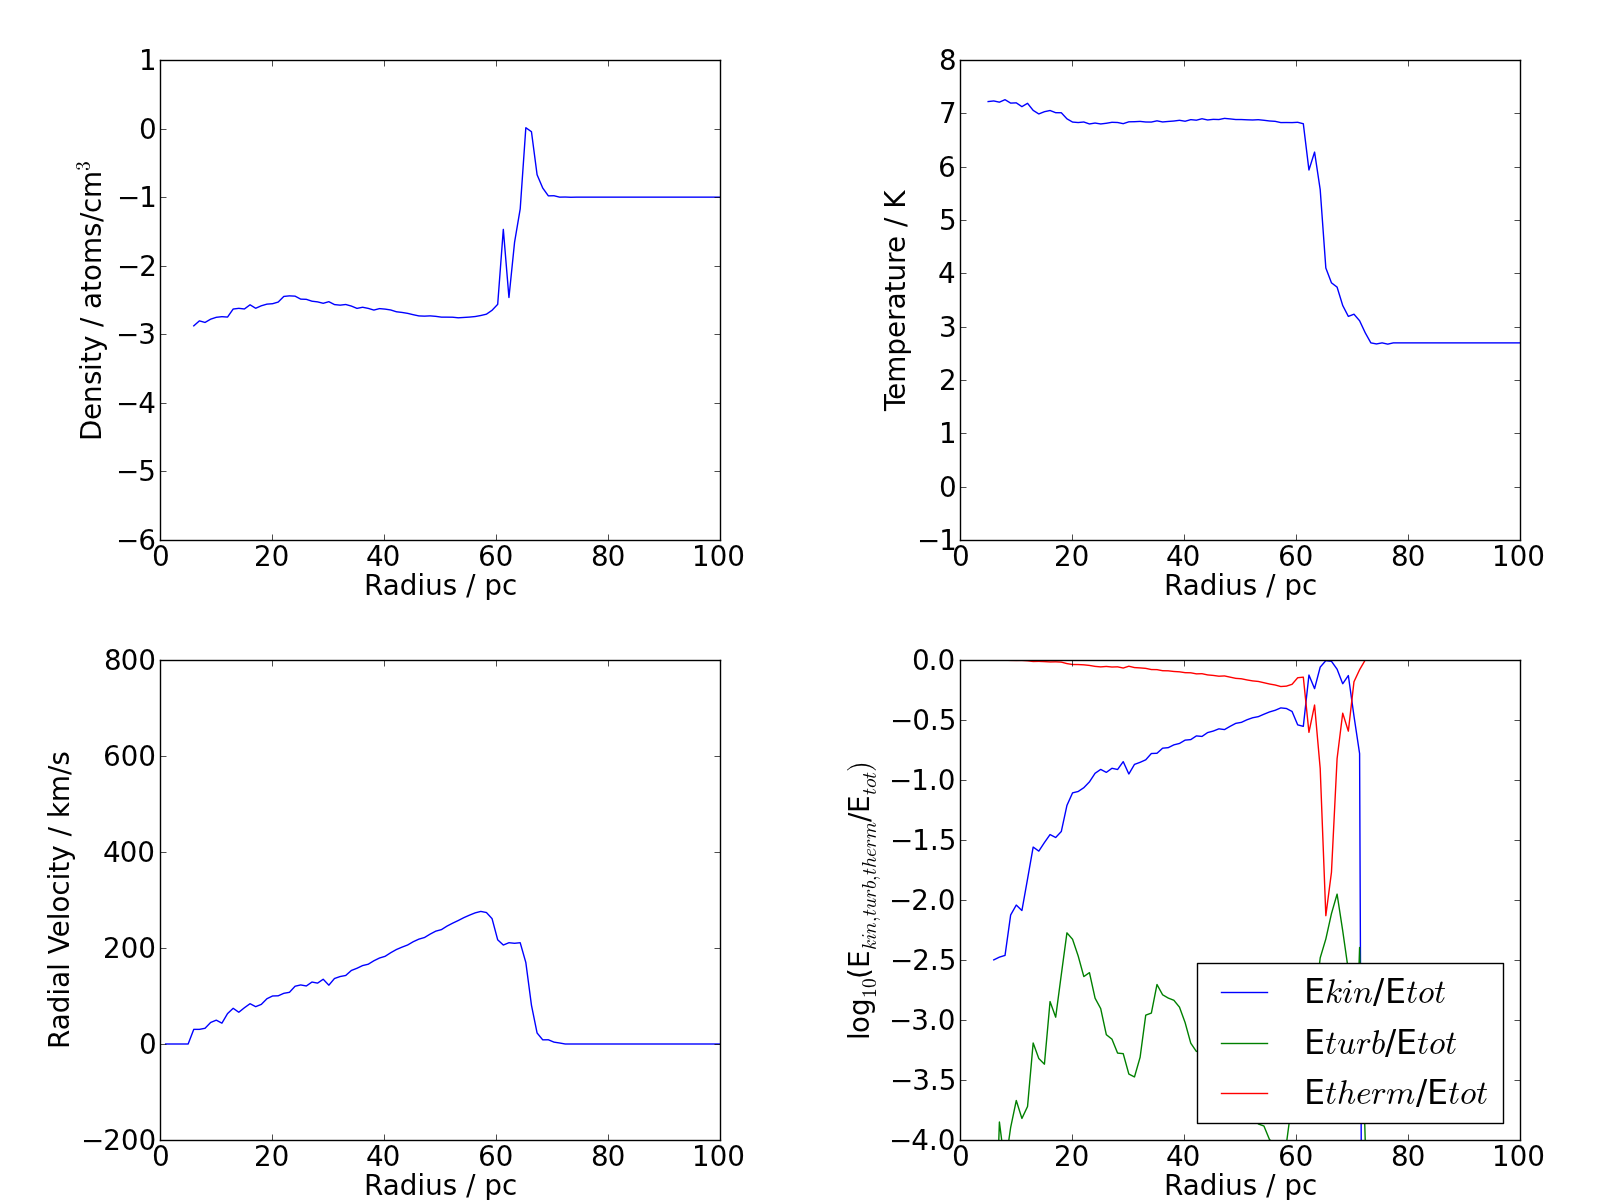 1
0
−1
−2
−3
−4
−5
−6
Density / atoms/cm³
0 20 40 60 80 100
Radius / pc
8
7
6
5
4
3
2
1
0
−1
Temperature / K
0 20 40 60 80 100
Radius / pc
800
600
400
200
0
−200
Radial Velocity / km/s
0 20 40 60 80 100
Radius / pc
0.0
−0.5
−1.0
−1.5
−2.0
−2.5
−3.0
−3.5
−4.0
log₁₀(E_{kin,turb,therm}/E_{tot})
Ekin/Etot
Eturb/Etot
Etherm/Etot
0 20 40 60 80 100
Radius / pc